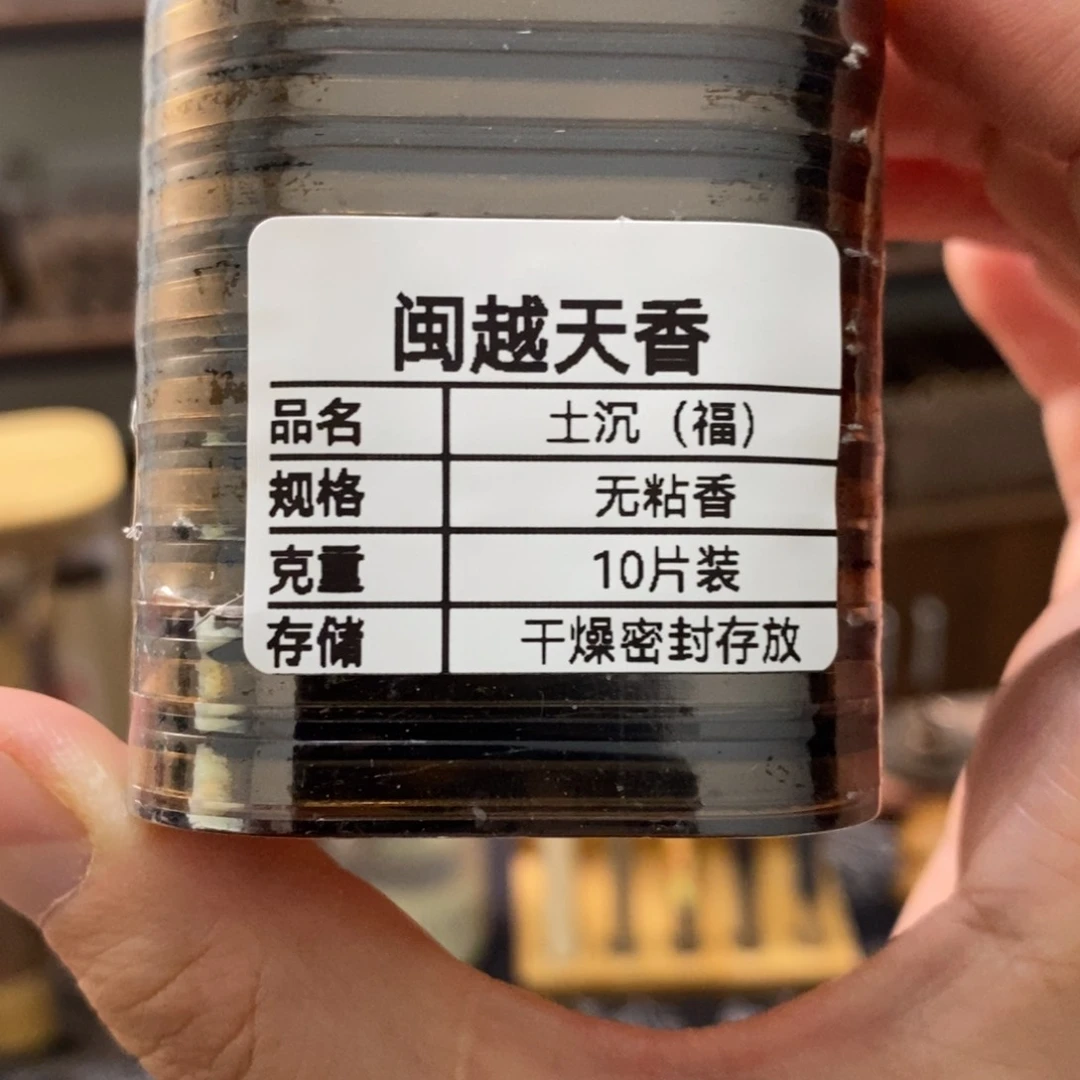 闽越天香
品名 土沉（福）
规格 无粘香
克重 10片装
存储 干燥密封存放